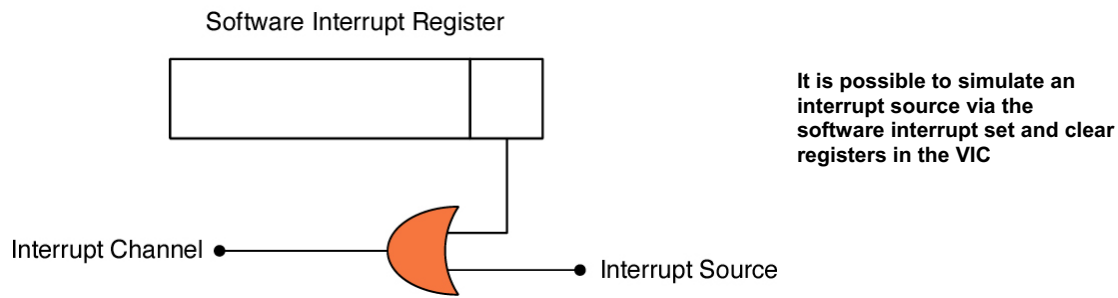 Software Interrupt Register
It is possible to simulate an
interrupt source via the
software interrupt set and clear
registers in the VIC
Interrupt Channel
Interrupt Source